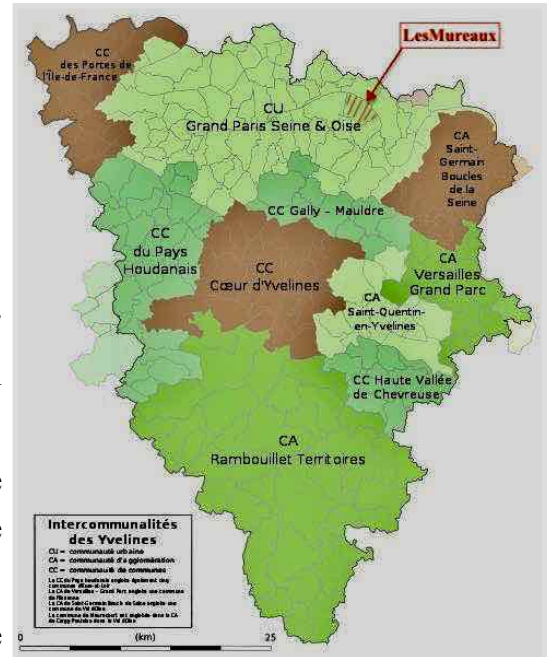 LesMureaux
CC
des Portes de
l'Île-de-France
CU
Grand Paris Seine & Oise
CA
Saint-
Germain
Boucles
de la
Seine
CC Gally - Mauldre
CC
du Pays
Houdanais
CA
Versailles
Grand Parc
CC
Cœur d'Yvelines
CA
Saint-Quentin-
en-Yvelines
CC Haute Vallée
de Chevreuse
CA
Rambouillet Territoires
Intercommunalités
des Yvelines
CU = communauté urbaine
CA = communauté d'agglomération
CC = communauté de communes
0 (km) 25